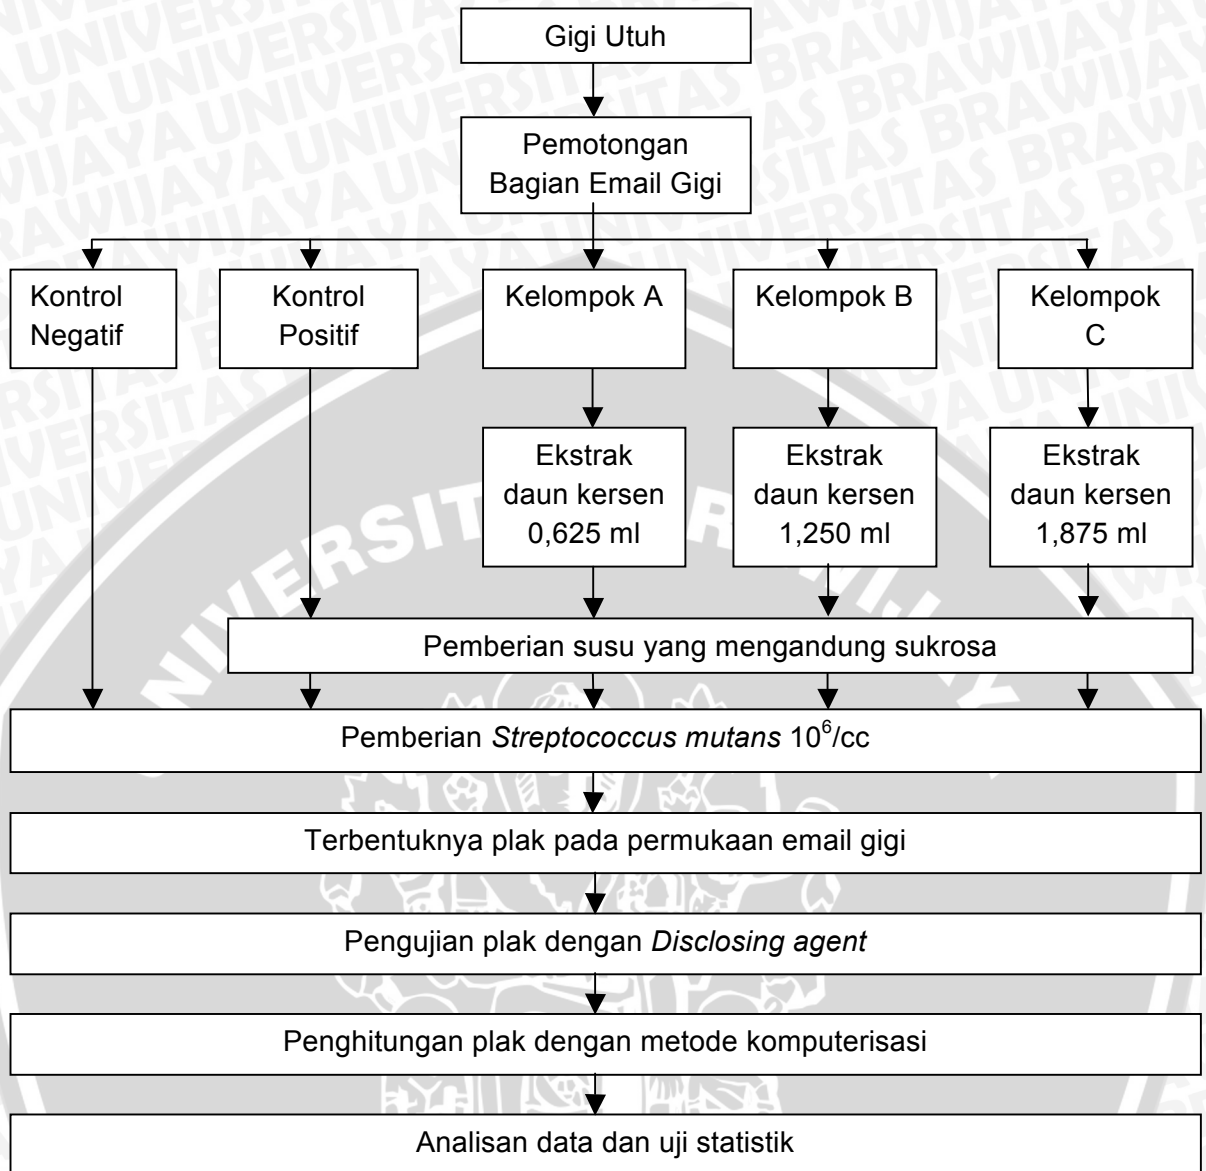 Gigi Utuh
Pemotongan
Bagian Email Gigi
Kontrol
Negatif
Kontrol
Positif
Kelompok A
Kelompok B
Kelompok
C
Ekstrak
daun kersen
0,625 ml
Ekstrak
daun kersen
1,250 ml
Ekstrak
daun kersen
1,875 ml
Pemberian susu yang mengandung sukrosa
Pemberian Streptococcus mutans 10⁶/cc
Terbentuknya plak pada permukaan email gigi
Pengujian plak dengan Disclosing agent
Penghitungan plak dengan metode komputerisasi
Analisan data dan uji statistik